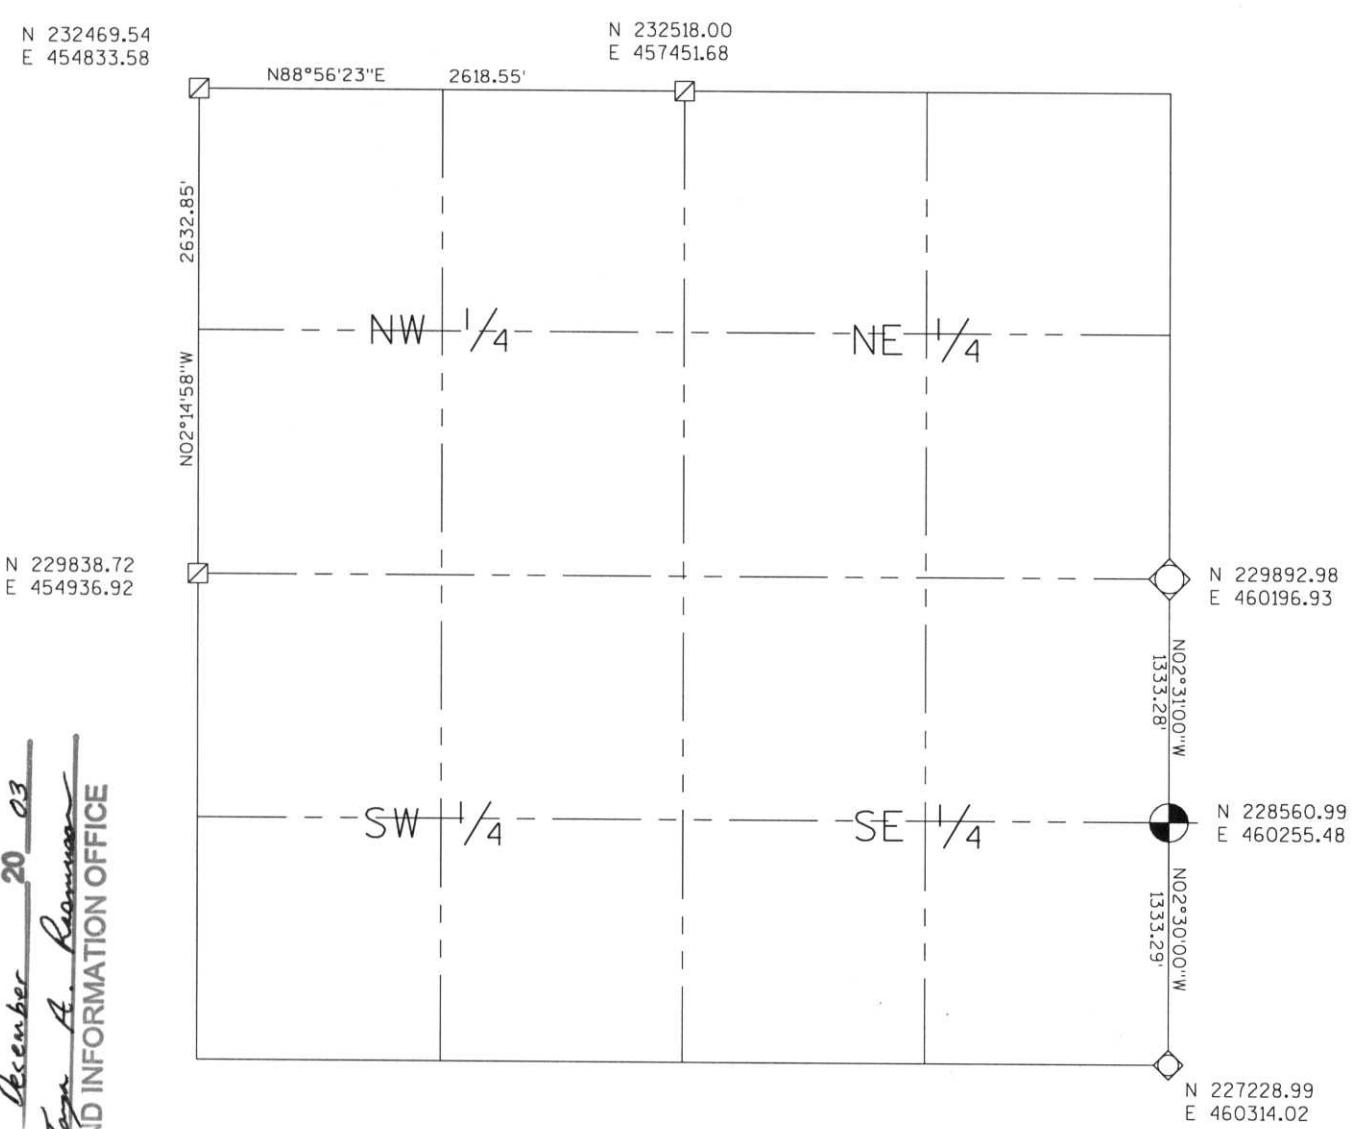 N 232469.54
E 454833.58
N 232518.00
E 457451.68
N88°56'23"E 2618.55'
2632.85'
N02°14'58"W
NW 1/4
NE 1/4
N 229838.72
E 454936.92
N 229892.98
E 460196.93
N02°31'00"W
1333.28'
SW 1/4
SE 1/4
N 228560.99
E 460255.48
N02°30'00"W
1333.29'
N 227228.99
E 460314.02
December 20 03
A.
INFORMATION OFFICE